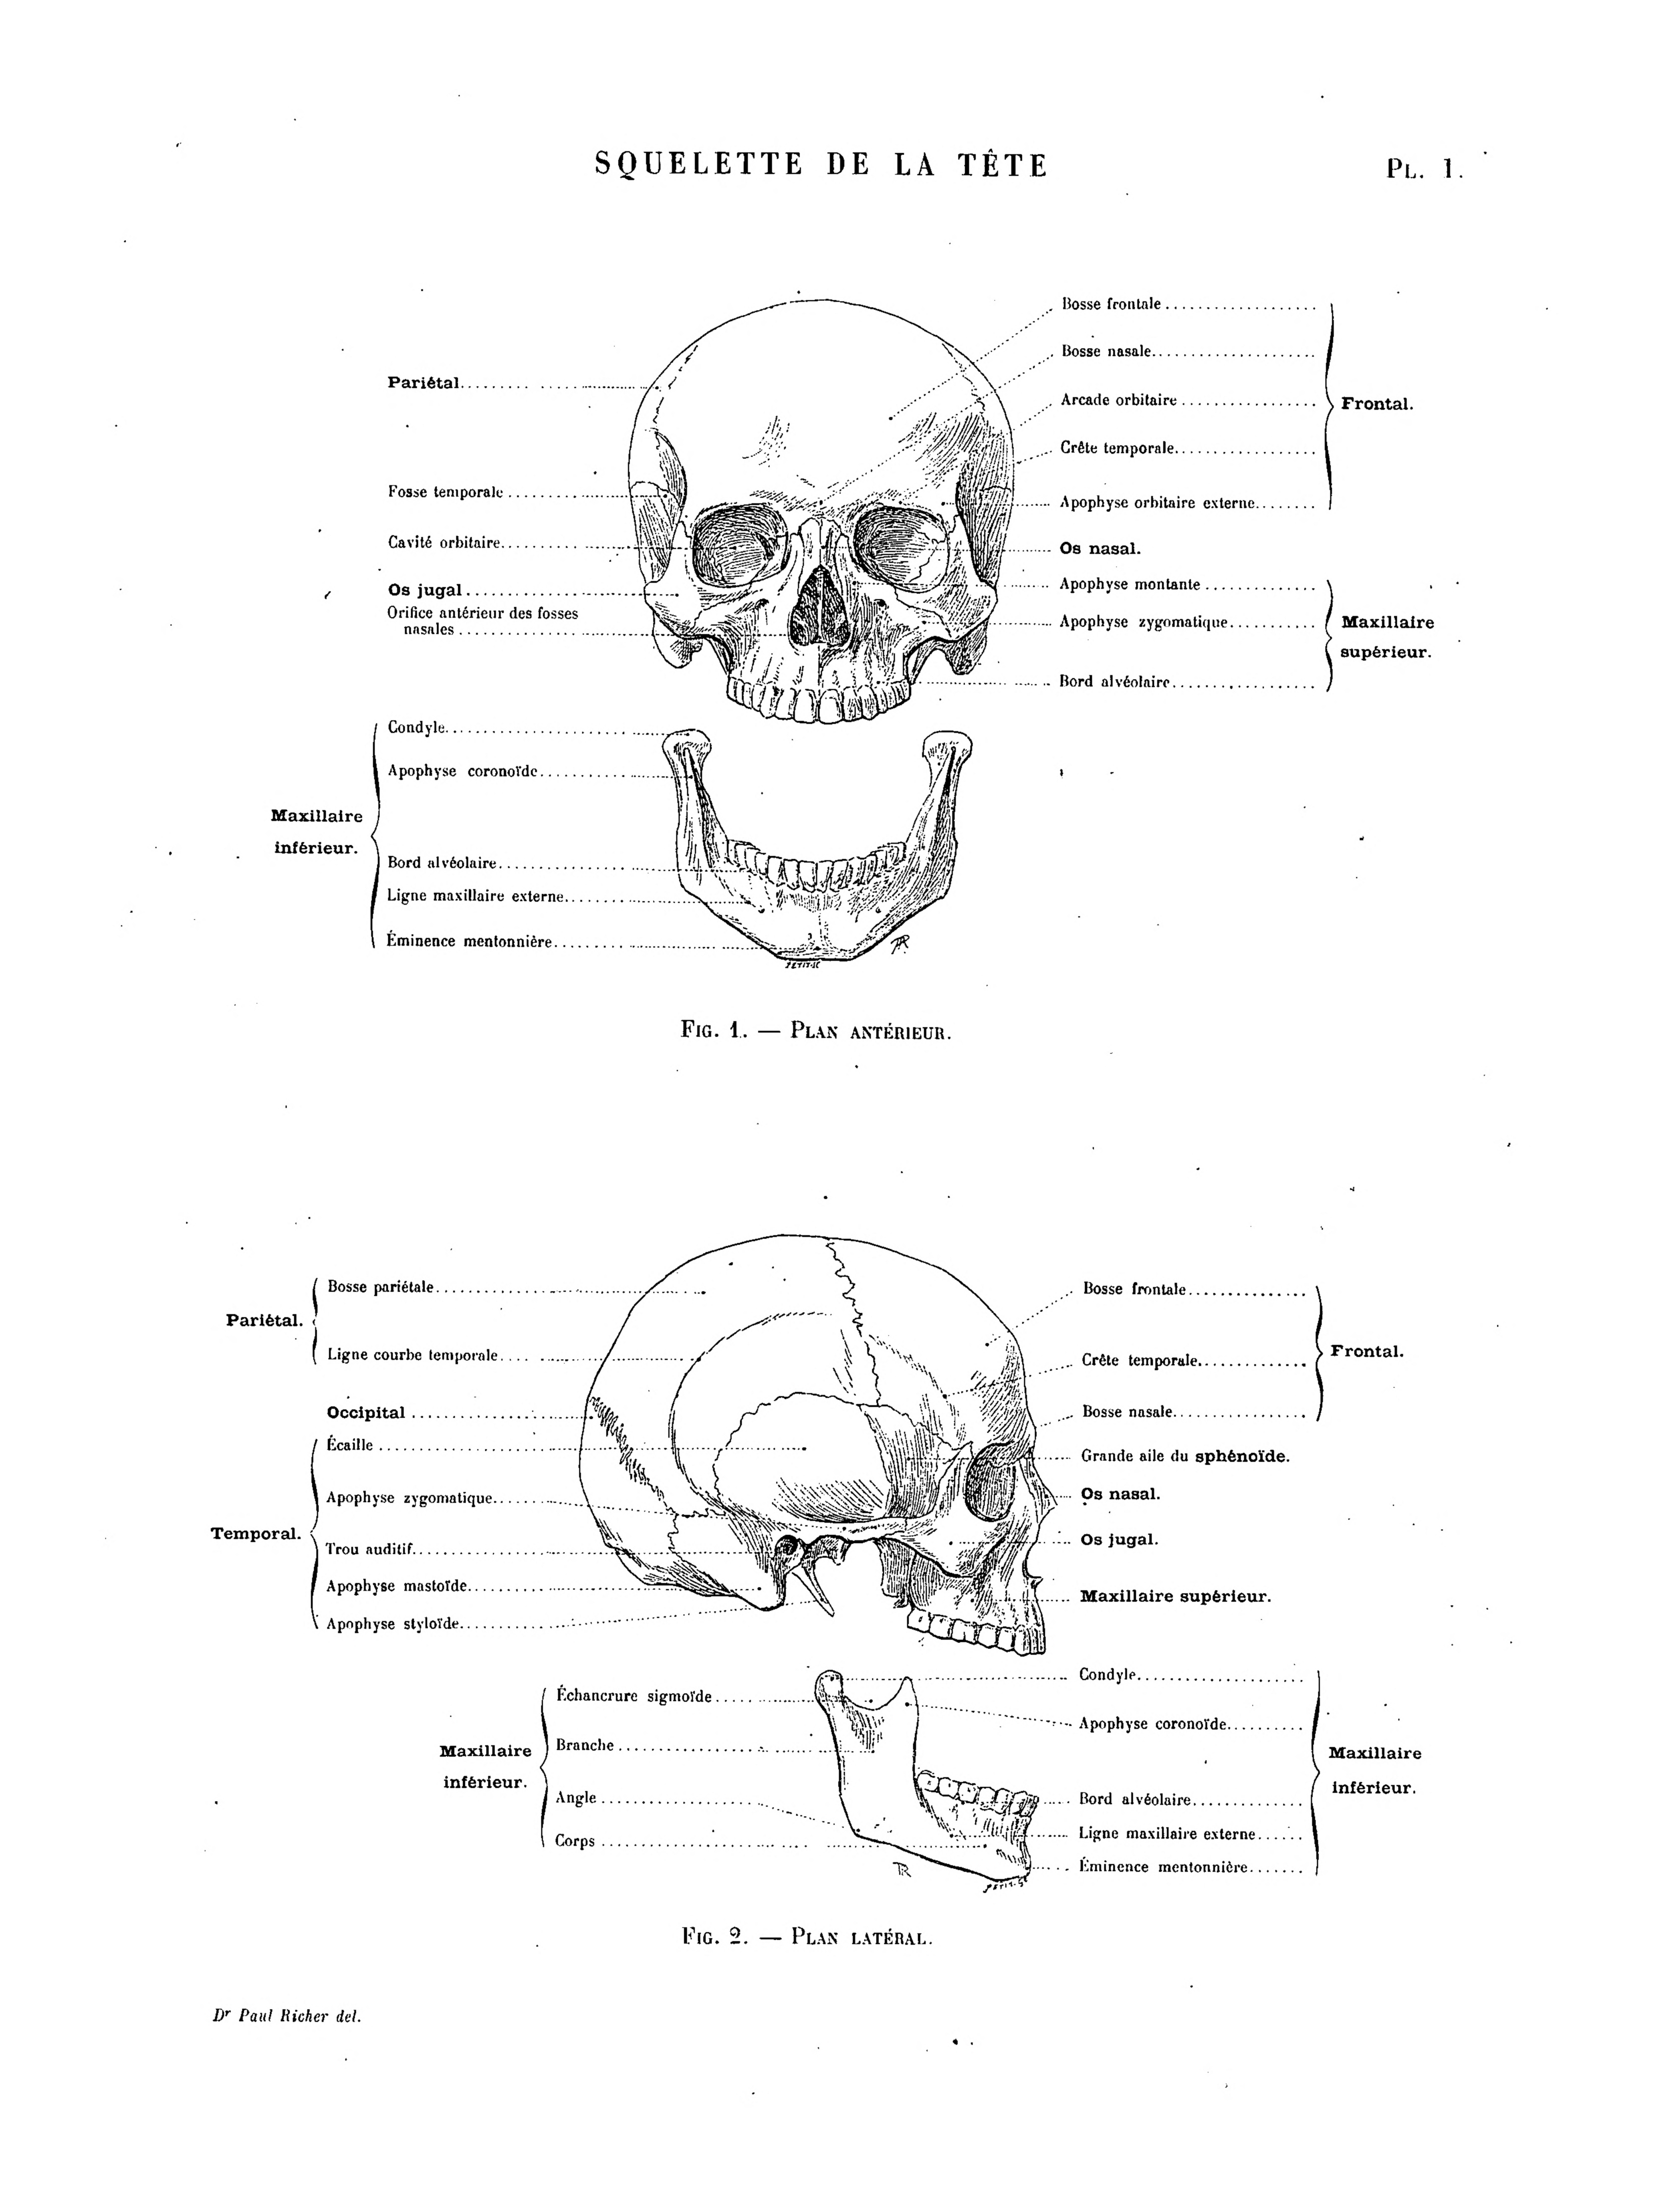 SQUELETTE DE LA TÊTE
PL. 1.
Bosse frontale
Bosse nasale
Arcade orbitaire
Crête temporale
Apophyse orbitaire externe
Frontal.
Os nasal.
Apophyse montante
Apophyse zygomatique
Bord alvéolaire
Maxillaire
supérieur.
Pariétal
Fosse temporale
Cavité orbitaire
Os jugal
Orifice antérieur des fosses
nasales
Maxillaire
inférieur.
Condyle
Apophyse coronoïde
Bord alvéolaire
Ligne maxillaire externe
Éminence mentonnière
FIG. 1. — PLAN ANTÉRIEUR.
Pariétal.
Bosse pariétale
Ligne courbe temporale
Occipital
Temporal.
Écaille
Apophyse zygomatique
Trou auditif
Apophyse mastoïde
Apophyse styloïde
Bosse frontale
Crête temporale
Bosse nasale
Frontal.
Grande aile du sphénoïde.
Os nasal.
Os jugal.
Maxillaire supérieur.
Maxillaire
inférieur.
Échancrure sigmoïde
Branche
Angle
Corps
Condyle
Apophyse coronoïde
Bord alvéolaire
Ligne maxillaire externe
Éminence mentonnière
Maxillaire
inférieur.
FIG. 2. — PLAN LATÉRAL.
Dr Paul Richer del.